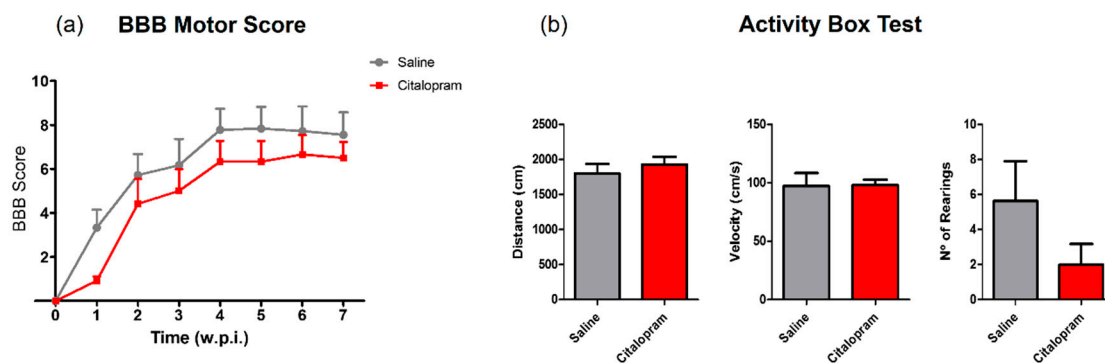 (a) BBB Motor Score
Saline
Citalopram
BBB Score
10
8
6
4
2
0 1 2 3 4 5 6 7
Time (w.p.i.)
(b) Activity Box Test
Distance (cm)
2500
2000
1500
1000
500
0
Saline
Citalopram
Velocity (cm/s)
150
100
50
0
Saline
Citalopram
N° of Rearings
10
8
6
4
2
0
Saline
Citalopram